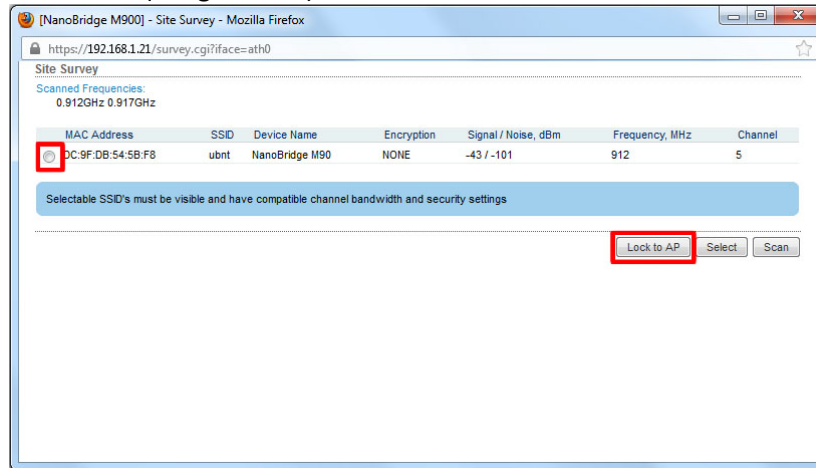 [NanoBridge M900] - Site Survey - Mozilla Firefox
https://192.168.1.21/survey.cgi?iface=ath0
Site Survey
Scanned Frequencies:
0.912GHz 0.917GHz
MAC Address SSID Device Name Encryption Signal / Noise, dBm Frequency, MHz Channel
DC:9F:DB:54:5B:F8 ubnt NanoBridge M90 NONE -43 / -101 912 5
Selectable SSID's must be visible and have compatible channel bandwidth and security settings
Lock to AP Select Scan